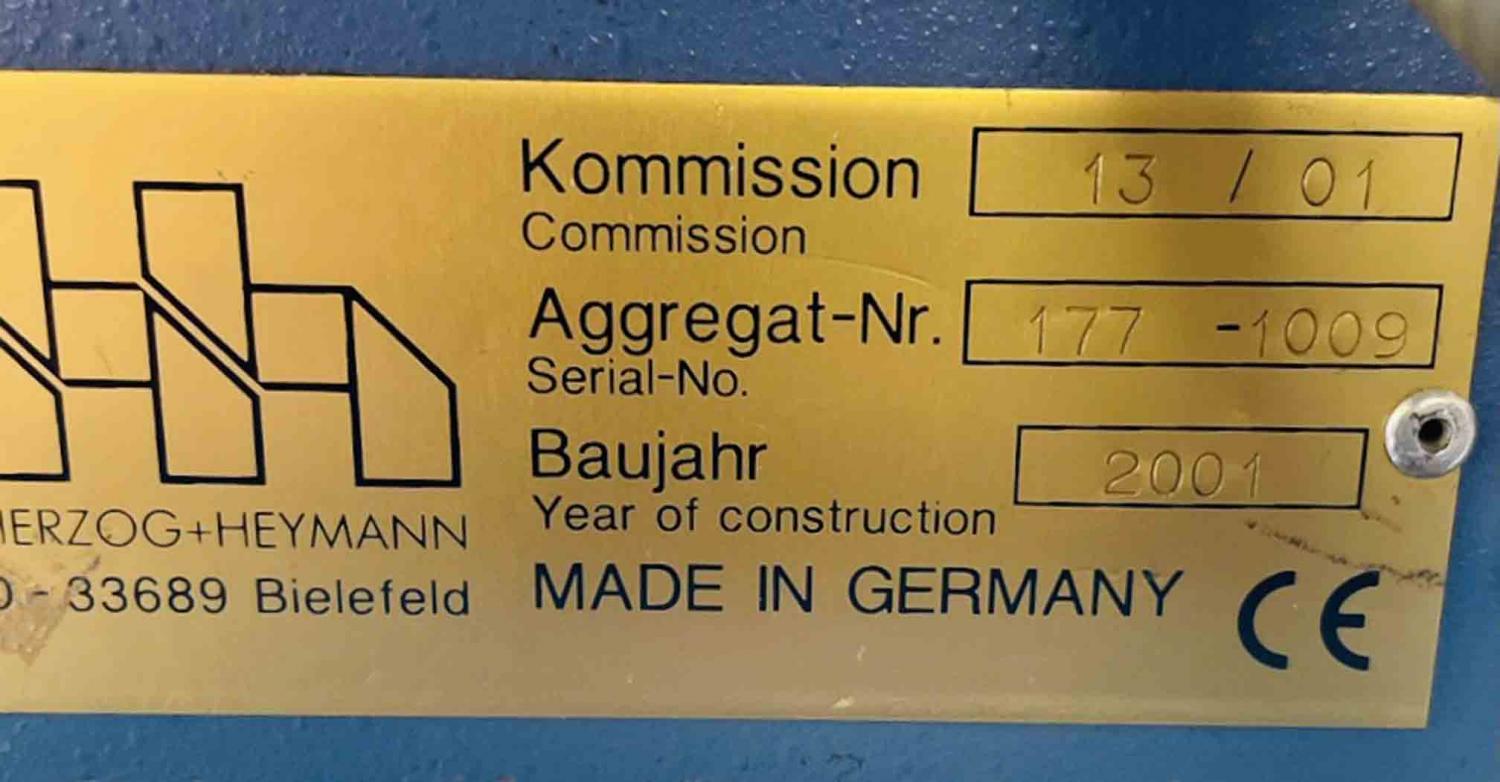 Kommission 13 / 01
Commission
Aggregat-Nr. 177 -1009
Serial-No.
Baujahr 2001
Year of construction
HERZOG+HEYMANN
D - 33689 Bielefeld
MADE IN GERMANY CE